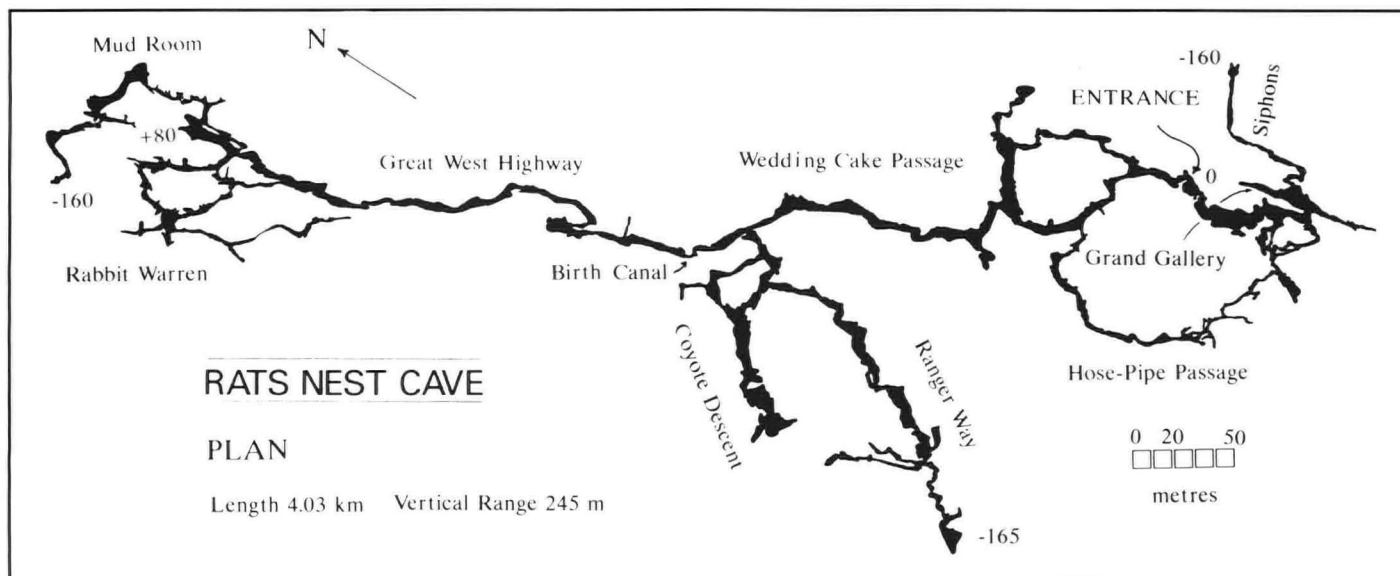 Mud Room
N
-160
ENTRANCE
Siphons
+80
Great West Highway
Wedding Cake Passage
0
-160
Rabbit Warren
Birth Canal
Grand Gallery
Coyote Descent
Ranger Way
Hose-Pipe Passage
RATS NEST CAVE
PLAN
0 20 50
metres
Length 4.03 km Vertical Range 245 m
-165